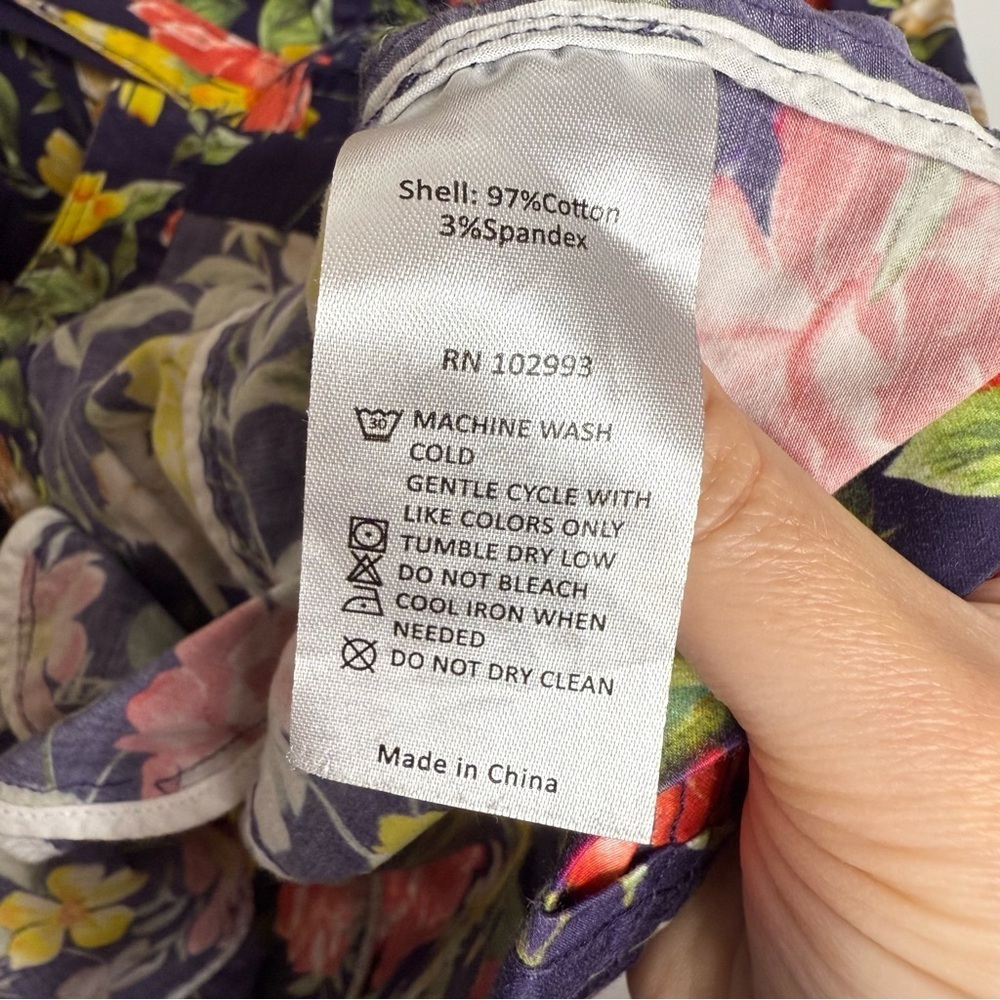 Shell: 97%Cotton
3%Spandex
RN 102993
30 MACHINE WASH
COLD
GENTLE CYCLE WITH
LIKE COLORS ONLY
TUMBLE DRY LOW
DO NOT BLEACH
COOL IRON WHEN
NEEDED
DO NOT DRY CLEAN
Made in China